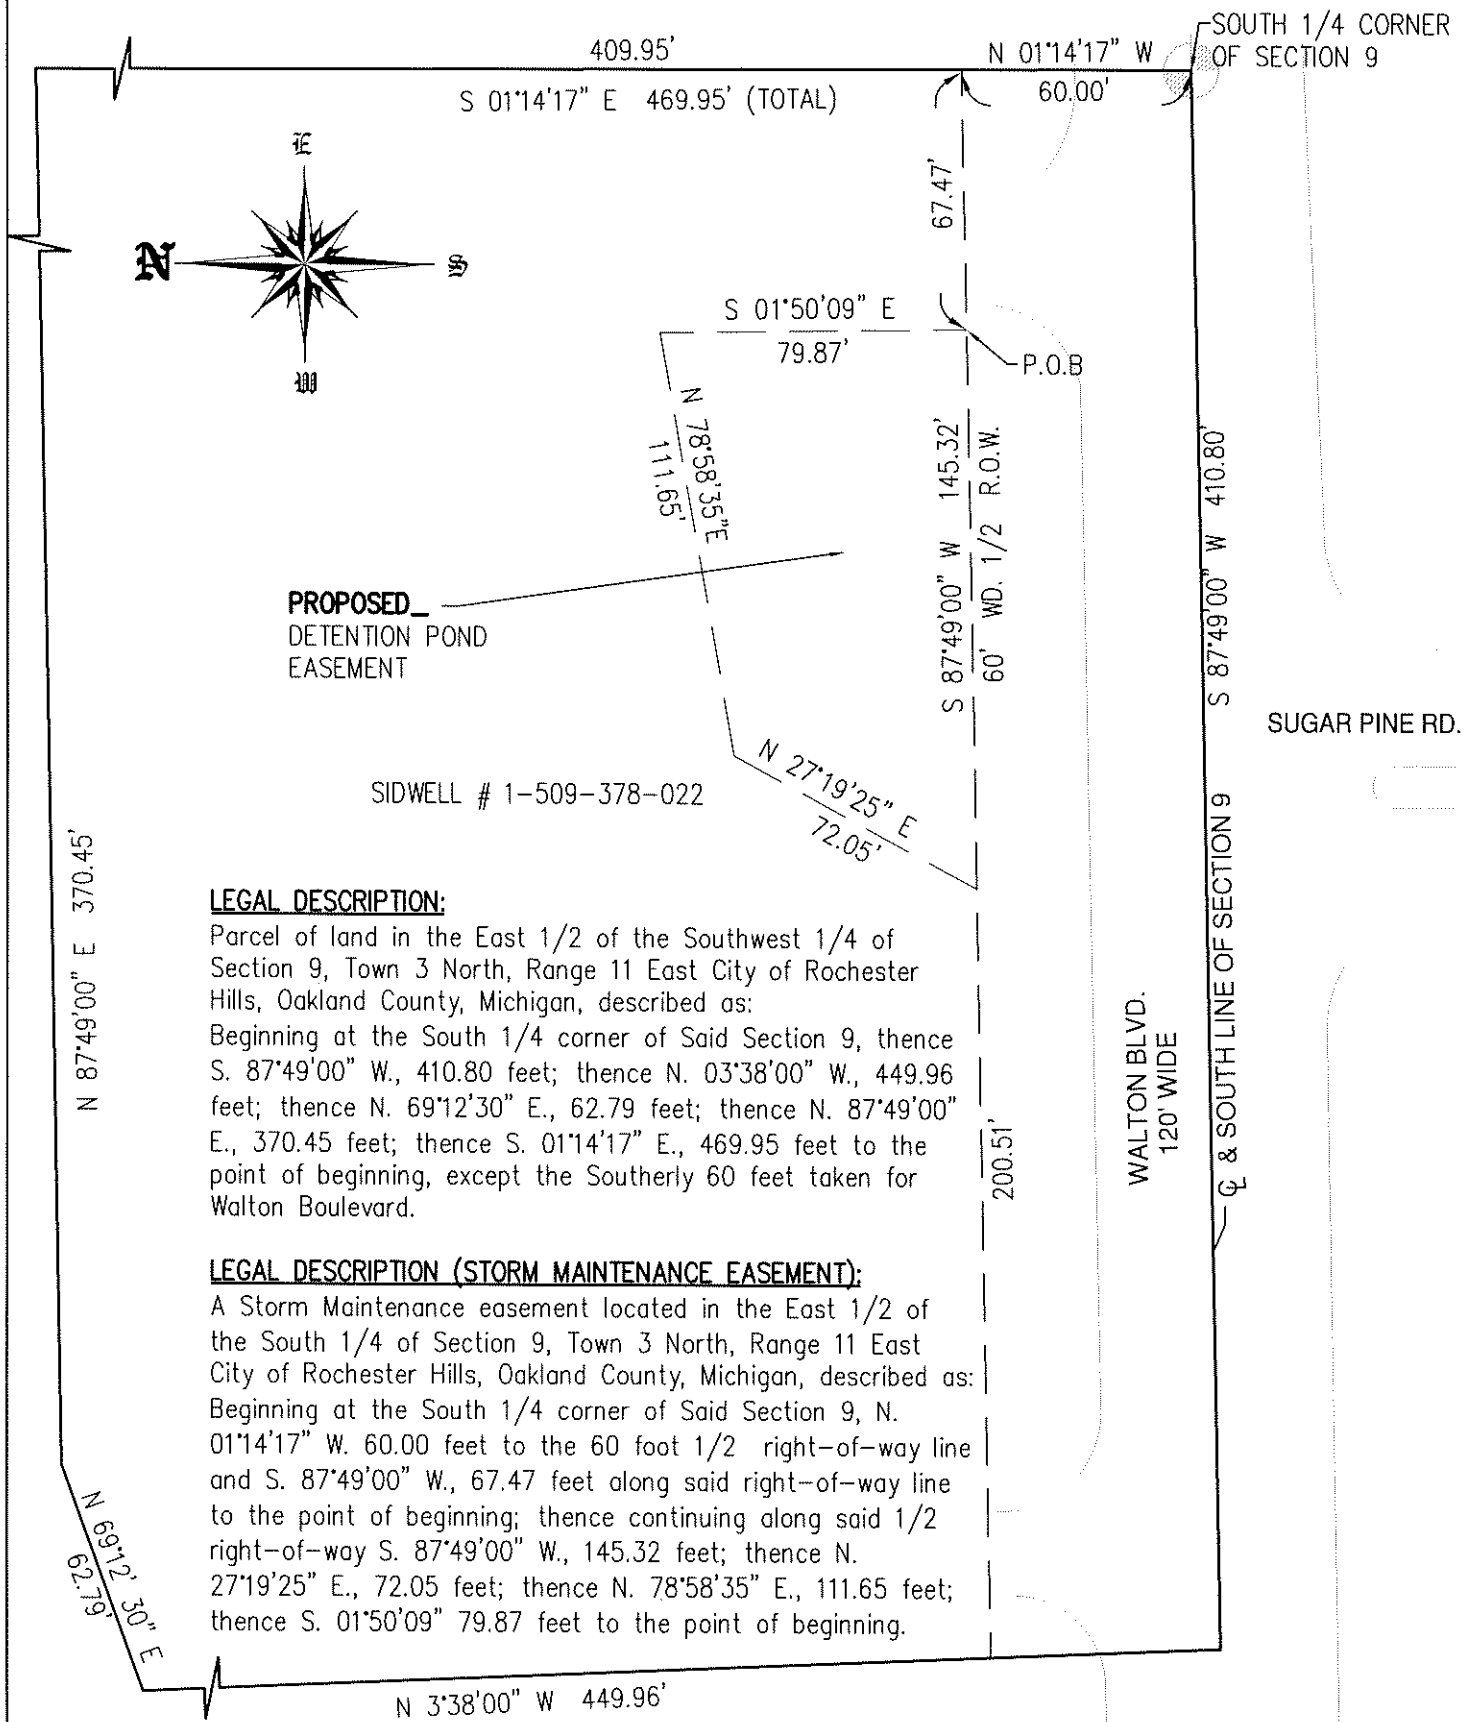 SOUTH 1/4 CORNER
OF SECTION 9
409.95'
N 01°14'17" W
S 01°14'17" E 469.95' (TOTAL)
60.00'
E
N
S
W
67.47'
S 01°50'09" E
79.87'
P.O.B
N 78°58'35"E
111.65'
S 87°49'00" W 145.32'
60' WD. 1/2 R.O.W.
S 87°49'00" W 410.80'
PROPOSED_
DETENTION POND
EASEMENT
SUGAR PINE RD.
N 27°19'25" E
72.05'
SIDWELL # 1-509-378-022
N 87°49'00" E 370.45'
LEGAL DESCRIPTION:
Parcel of land in the East 1/2 of the Southwest 1/4 of
Section 9, Town 3 North, Range 11 East City of Rochester
Hills, Oakland County, Michigan, described as:
Beginning at the South 1/4 corner of Said Section 9, thence
S. 87°49'00" W., 410.80 feet; thence N. 03°38'00" W., 449.96
feet; thence N. 69°12'30" E., 62.79 feet; thence N. 87°49'00"
E., 370.45 feet; thence S. 01°14'17" E., 469.95 feet to the
point of beginning, except the Southerly 60 feet taken for
Walton Boulevard.
200.51'
WALTON BLVD.
120' WIDE
℄ & SOUTH LINE OF SECTION 9
LEGAL DESCRIPTION (STORM MAINTENANCE EASEMENT):
A Storm Maintenance easement located in the East 1/2 of
the South 1/4 of Section 9, Town 3 North, Range 11 East
City of Rochester Hills, Oakland County, Michigan, described as:
Beginning at the South 1/4 corner of Said Section 9, N.
01°14'17" W. 60.00 feet to the 60 foot 1/2 right-of-way line
and S. 87°49'00" W., 67.47 feet along said right-of-way line
to the point of beginning; thence continuing along said 1/2
right-of-way S. 87°49'00" W., 145.32 feet; thence N.
27°19'25" E., 72.05 feet; thence N. 78°58'35" E., 111.65 feet;
thence S. 01°50'09" 79.87 feet to the point of beginning.
N 69°12' 30" E
62.79'
N 3°38'00" W 449.96'